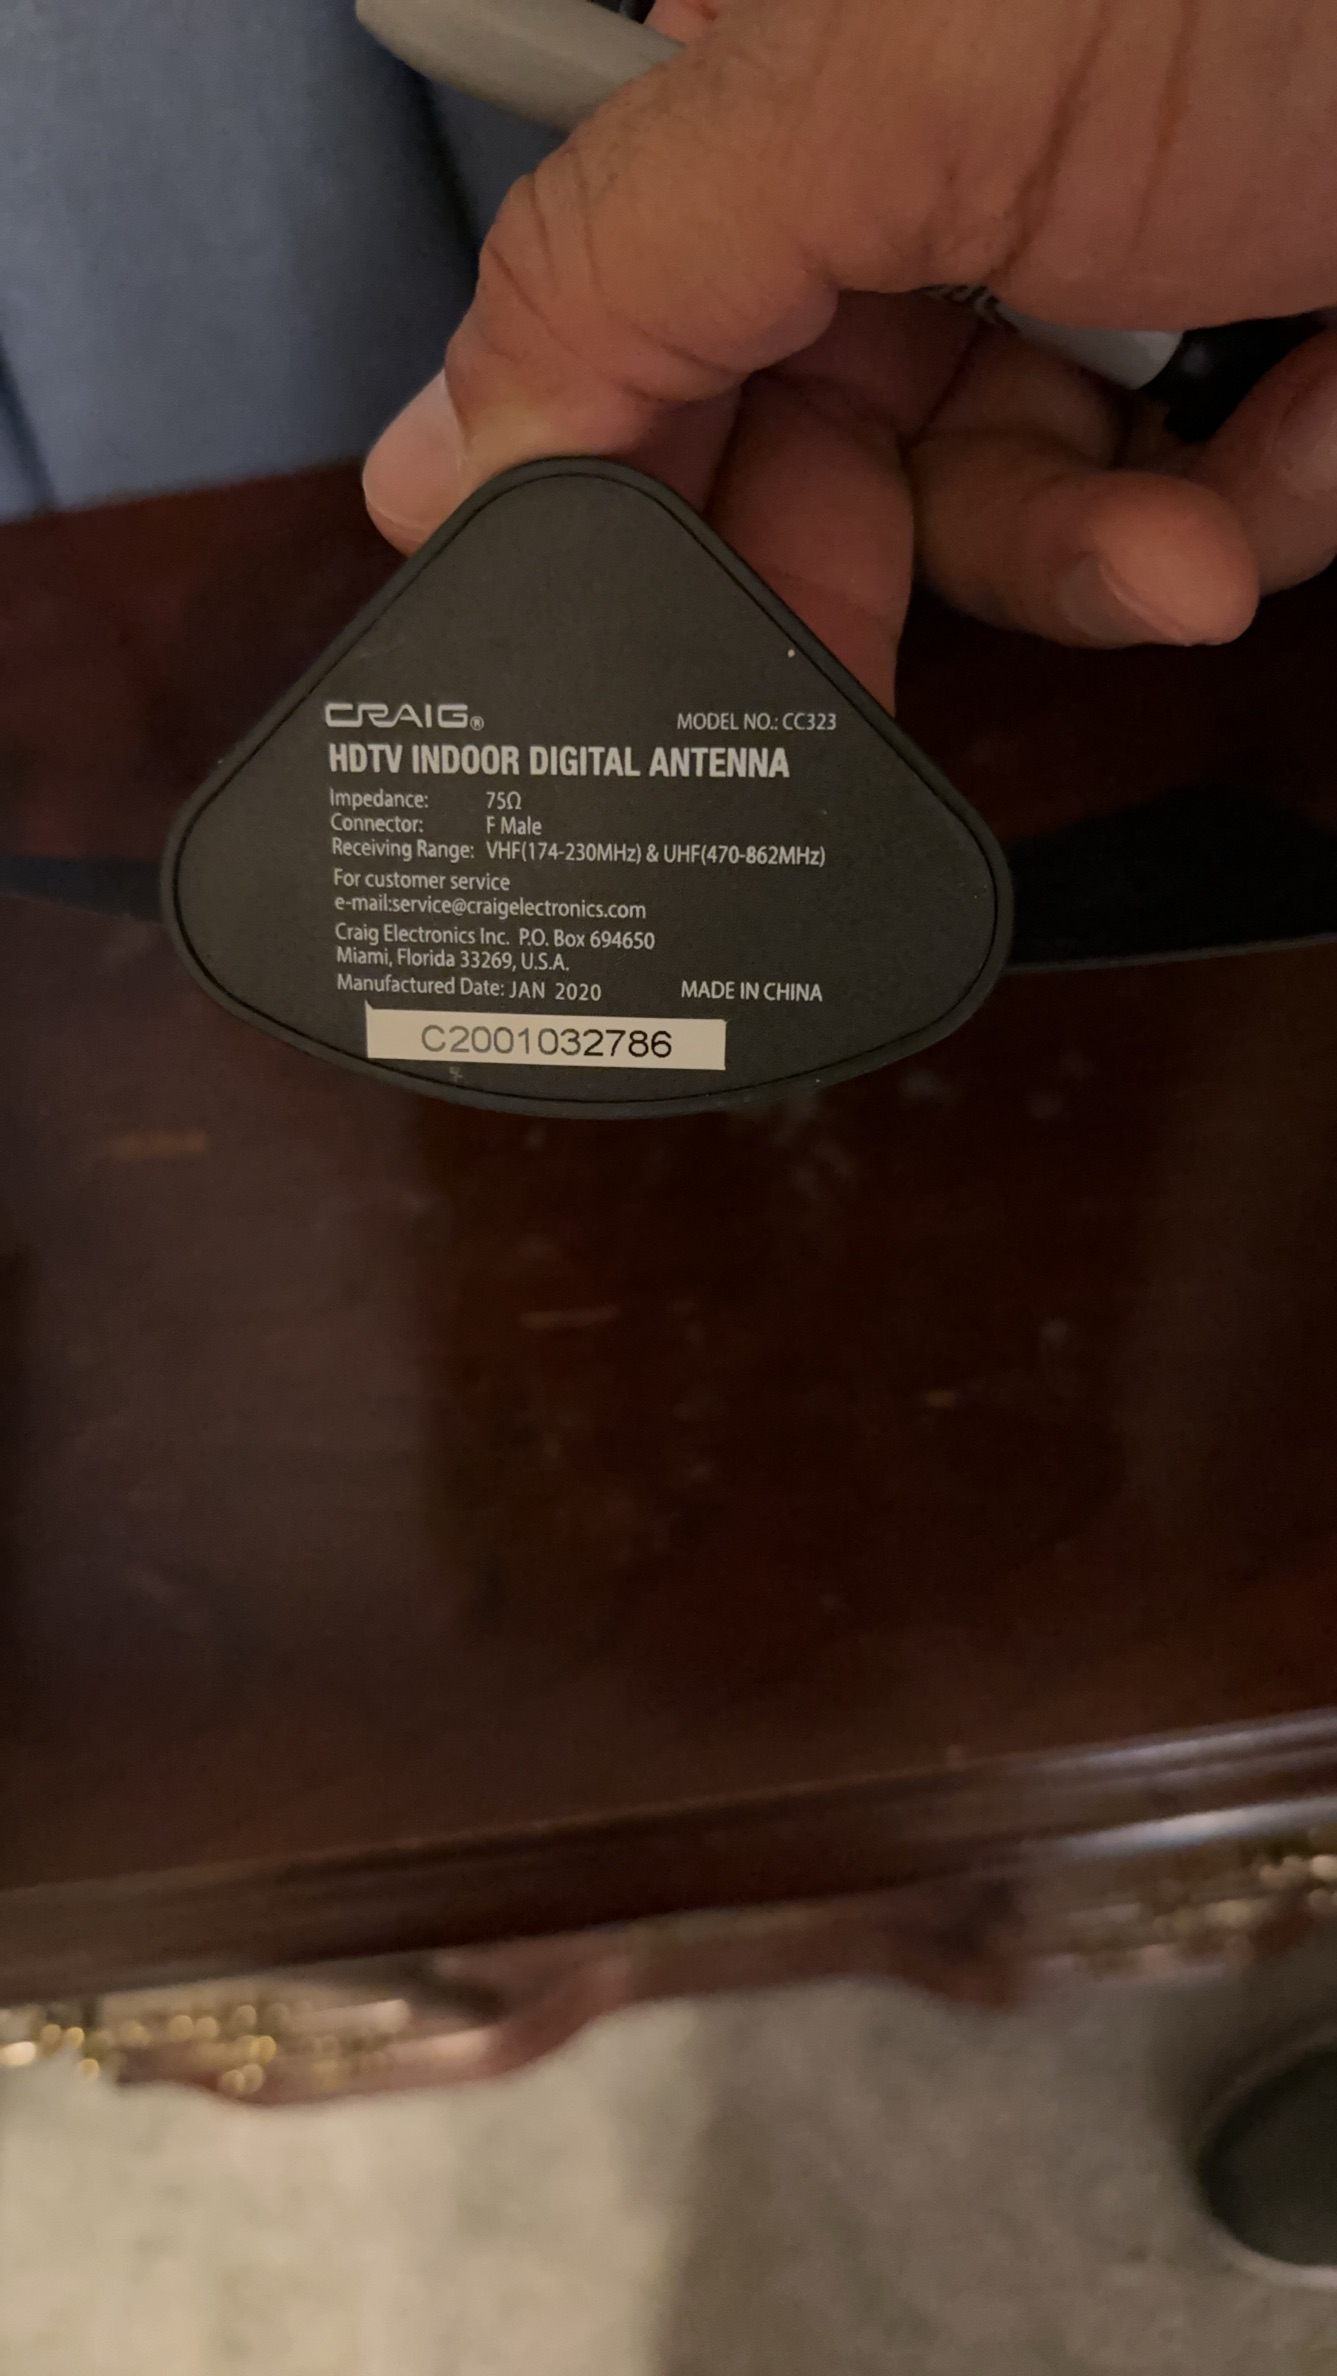 CRAIG® MODEL NO.: CC323
HDTV INDOOR DIGITAL ANTENNA
Impedance: 75Ω
Connector: F Male
Receiving Range: VHF(174-230MHz) & UHF(470-862MHz)
For customer service
e-mail:service@craigelectronics.com
Craig Electronics Inc. P.O. Box 694650
Miami, Florida 33269, U.S.A.
Manufactured Date: JAN 2020 MADE IN CHINA
C2001032786